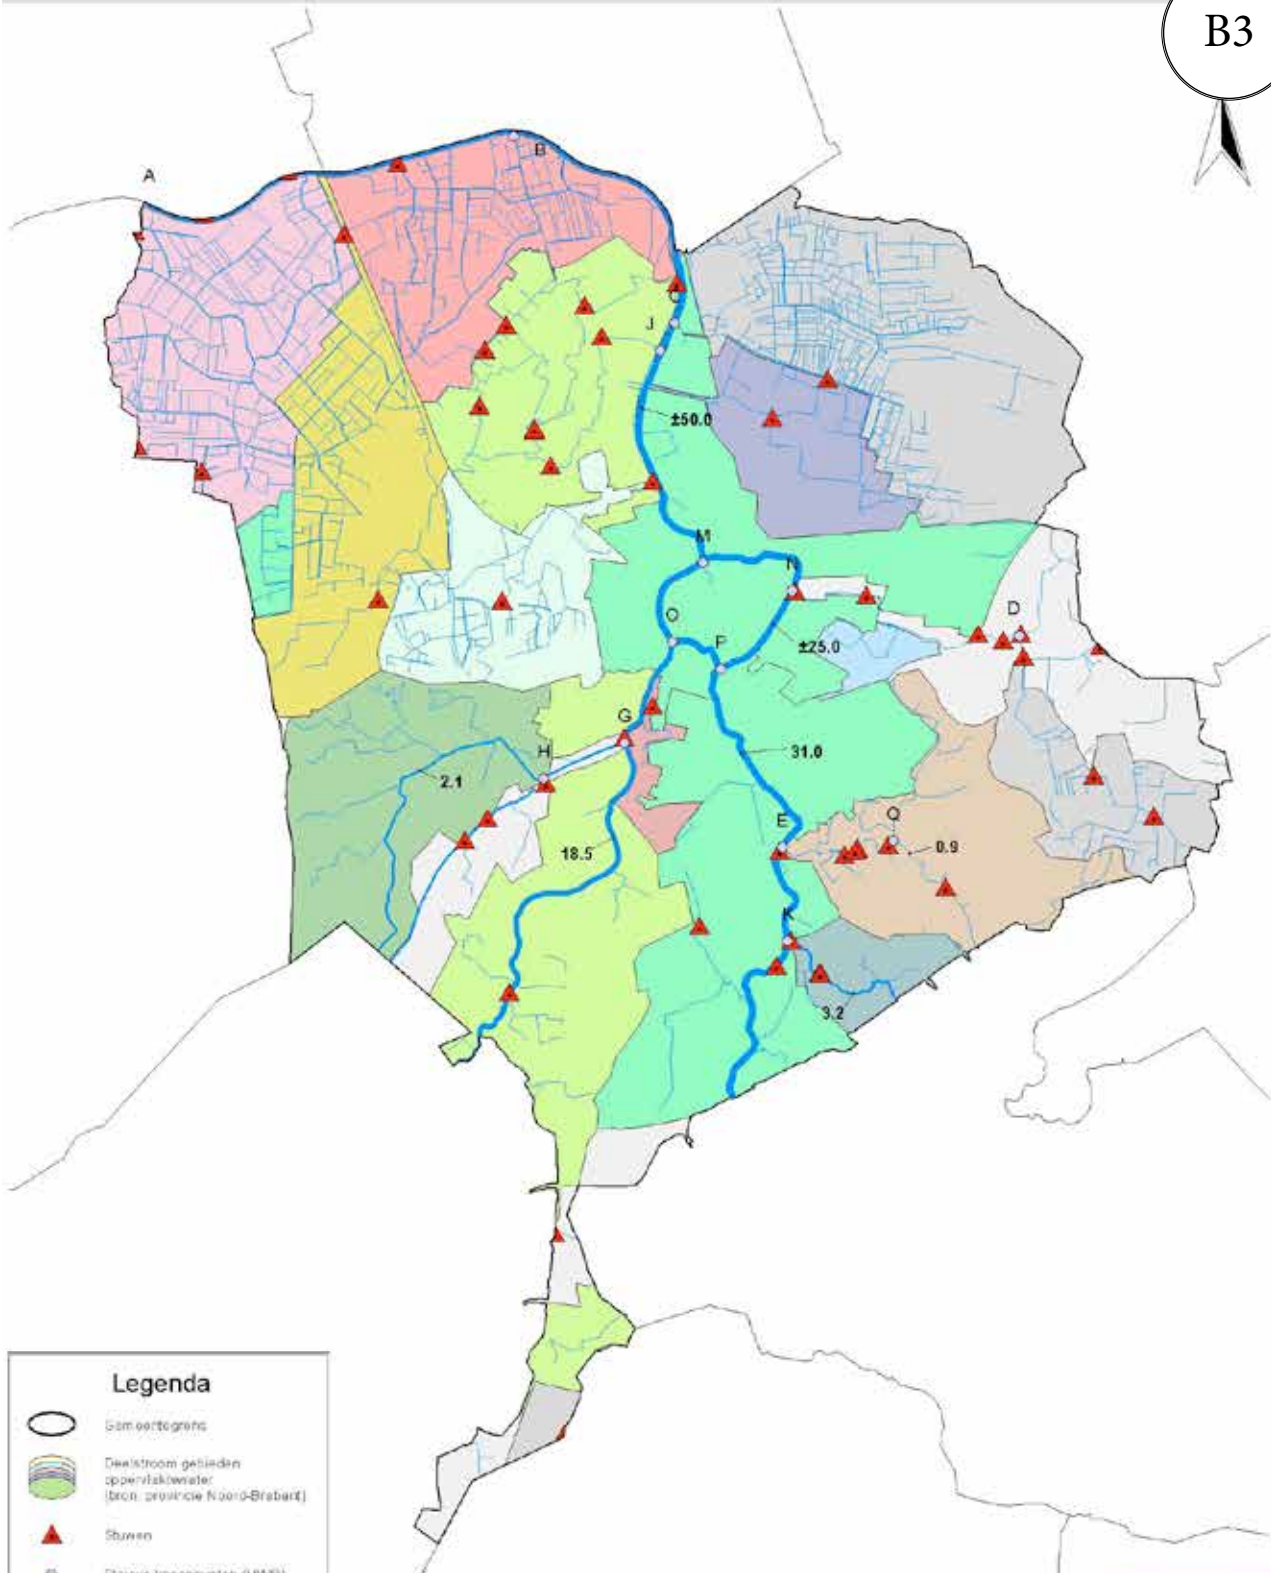 B3
A
B
J
±50.0
M
N
D
O
P
±25.0
G
H
31.0
2.1
E
Q
18.5
0.9
K
3.2
Legenda
Gemeentegrens
Deelstroom gebieden
oppervlaktewater
(bron, provincie Noord-Brabant)
Stuwen